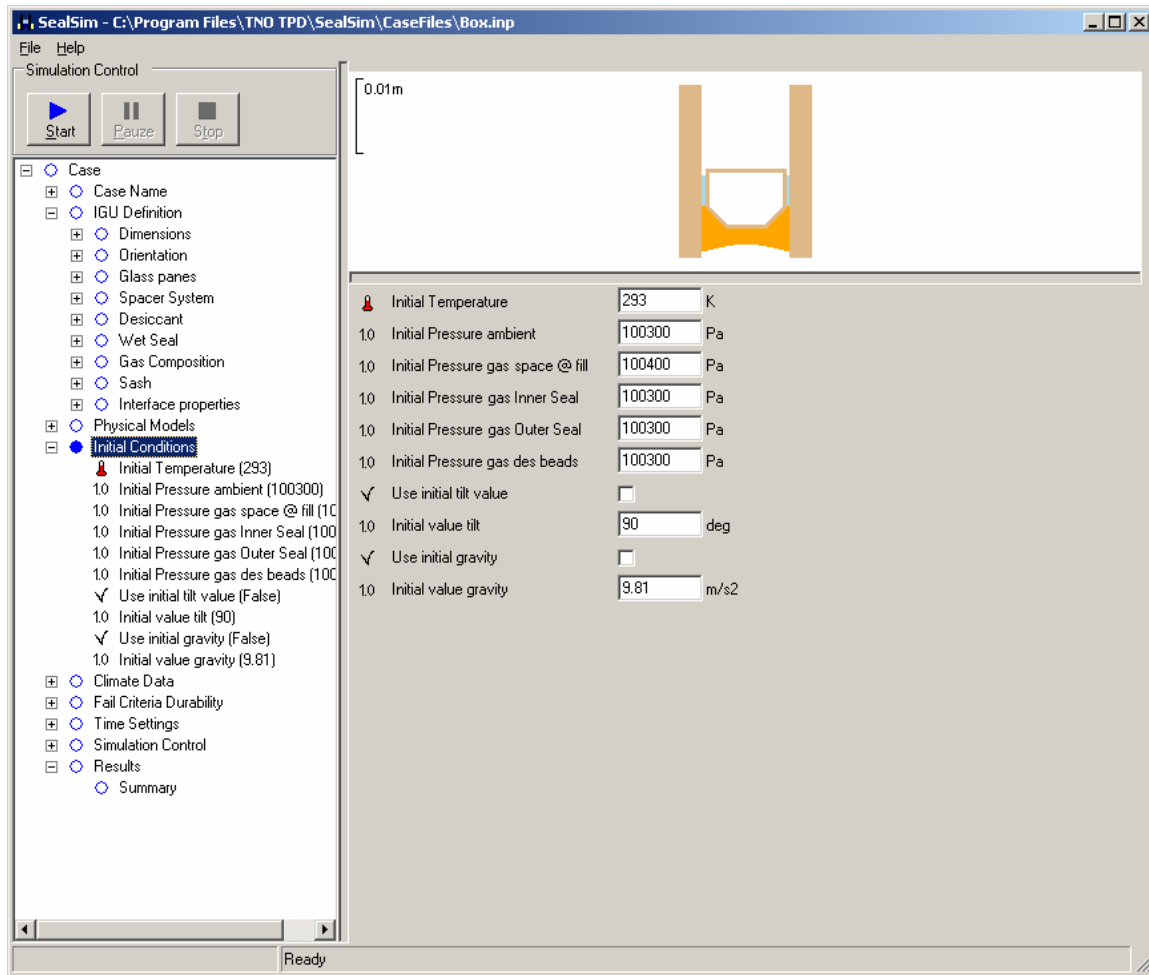 SealSim - C:\Program Files\TNO TPD\SealSim\CaseFiles\Box.inp
File Help
Simulation Control
Start Pauze Stop
0.01m
Case
Case Name
IGU Definition
Dimensions
Orientation
Glass panes
Spacer System
Desiccant
Wet Seal
Gas Composition
Sash
Interface properties
Physical Models
Initial Conditions
Initial Temperature (293)
1.0 Initial Pressure ambient (100300)
1.0 Initial Pressure gas space @ fill (10
1.0 Initial Pressure gas Inner Seal (100
1.0 Initial Pressure gas Outer Seal (100
1.0 Initial Pressure gas des beads (100
Use initial tilt value (False)
1.0 Initial value tilt (90)
Use initial gravity (False)
1.0 Initial value gravity (9.81)
Climate Data
Fail Criteria Durability
Time Settings
Simulation Control
Results
Summary
Initial Temperature 293 K
1.0 Initial Pressure ambient 100300 Pa
1.0 Initial Pressure gas space @ fill 100400 Pa
1.0 Initial Pressure gas Inner Seal 100300 Pa
1.0 Initial Pressure gas Outer Seal 100300 Pa
1.0 Initial Pressure gas des beads 100300 Pa
Use initial tilt value
1.0 Initial value tilt 90 deg
Use initial gravity
1.0 Initial value gravity 9.81 m/s2
Ready